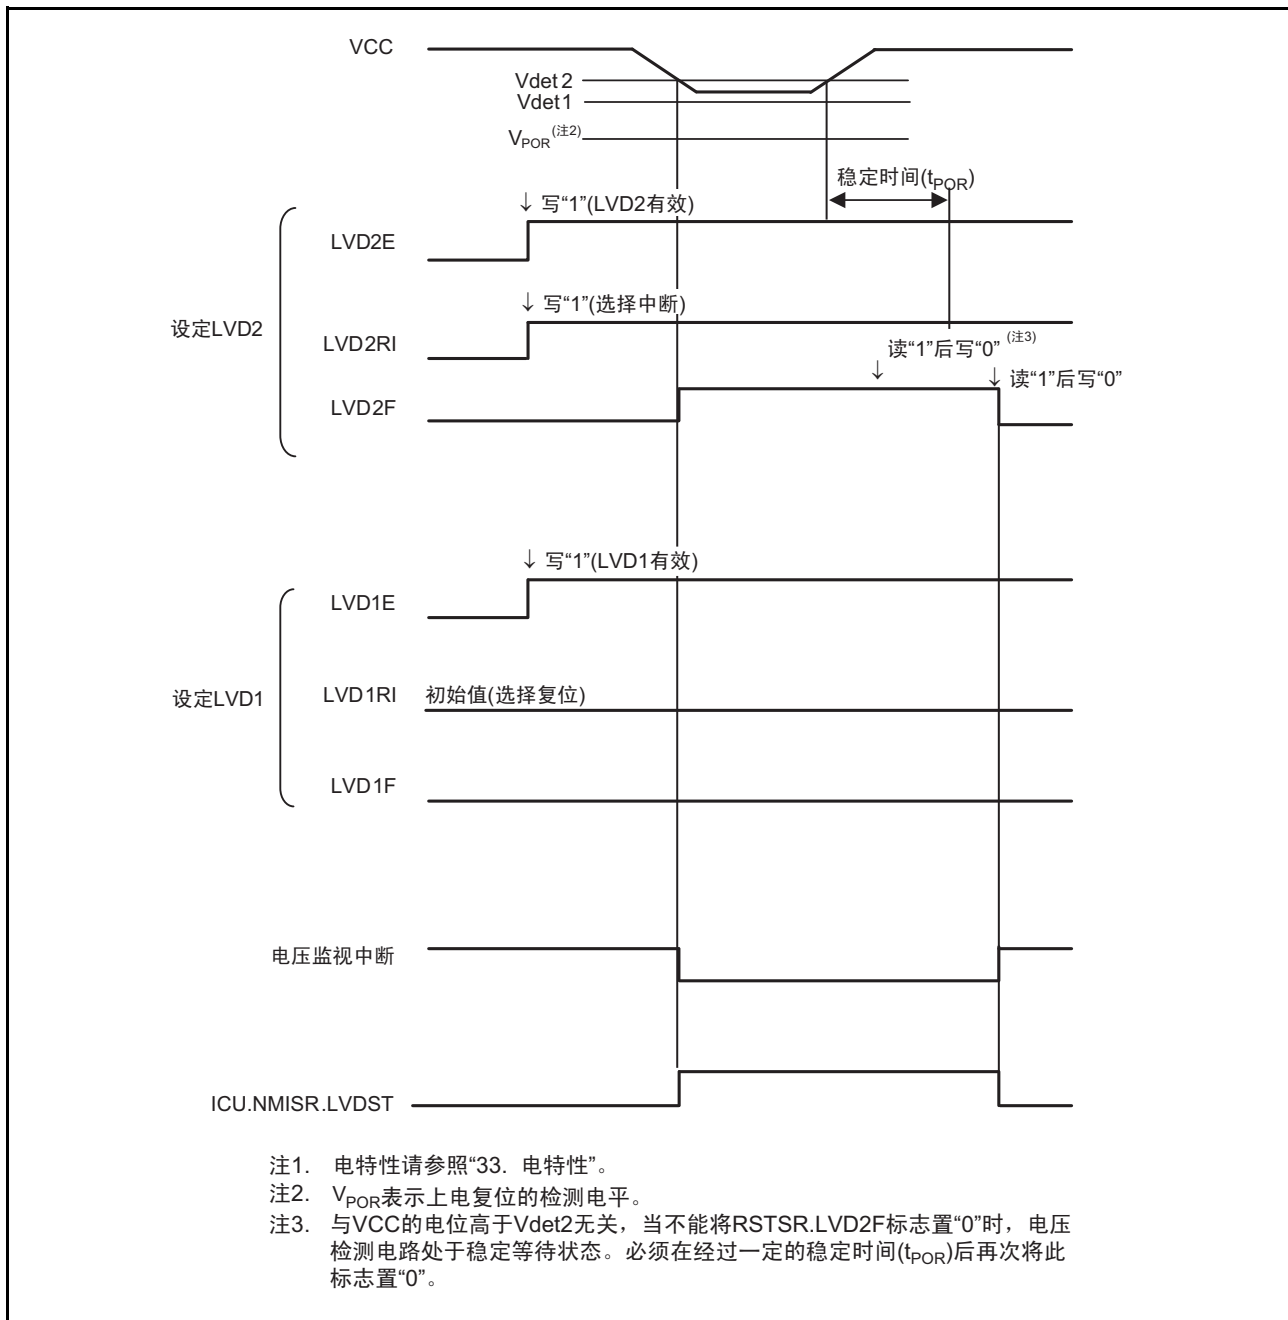 VCC
Vdet 2
Vdet1
VPOR(注2)
稳定时间(tPOR)
↓ 写“1”(LVD2有效)
LVD2E
↓ 写“1”(选择中断)
设定LVD2
LVD2RI
读“1”后写“0” (注3)
↓
↓ 读“1”后写“0”
LVD2F
↓ 写“1”(LVD1有效)
LVD1E
设定LVD1
LVD1RI
初始值(选择复位)
LVD1F
电压监视中断
ICU.NMISR.LVDST
注1. 电特性请参照“33. 电特性”。
注2. VPOR表示上电复位的检测电平。
注3. 与VCC的电位高于Vdet2无关，当不能将RSTSR.LVD2F标志置“0”时，电压
检测电路处于稳定等待状态。必须在经过一定的稳定时间(tPOR)后再次将此
标志置“0”。